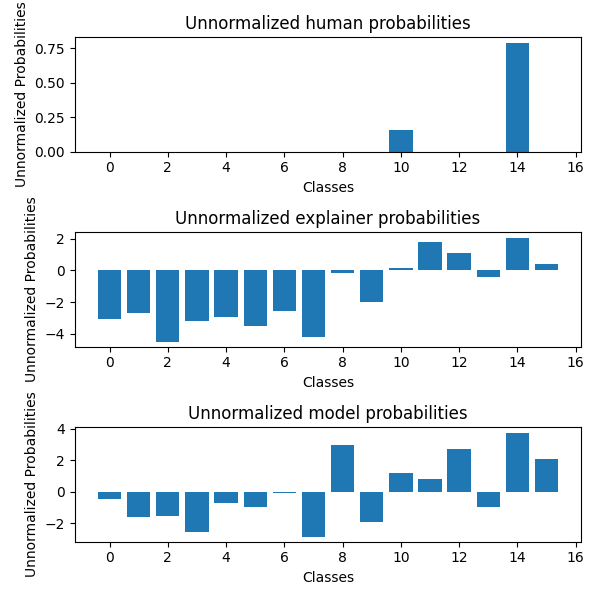 Unnormalized human probabilities
Unnormalized Probabilities
0.75
0.50
0.25
0.00
0 2 4 6 8 10 12 14 16
Classes
Unnormalized explainer probabilities
Unnormalized Probabilities
2
0
−2
−4
0 2 4 6 8 10 12 14 16
Classes
Unnormalized model probabilities
Unnormalized Probabilities
4
2
0
−2
0 2 4 6 8 10 12 14 16
Classes